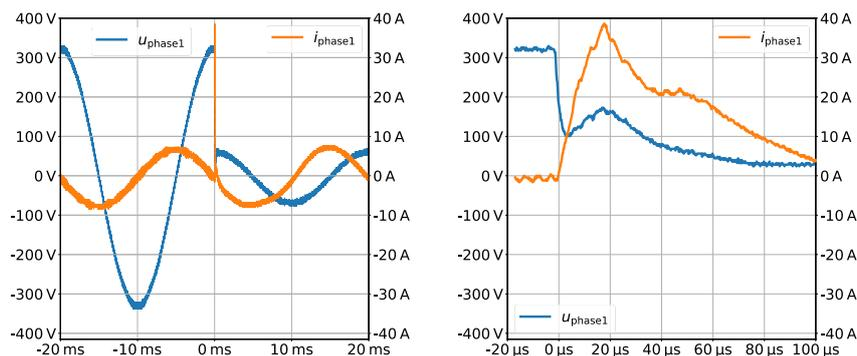 400 V
300 V
200 V
100 V
0 V
-100 V
-200 V
-300 V
-400 V
u_phase1
i_phase1
40 A
30 A
20 A
10 A
0 A
-10 A
-20 A
-30 A
-40 A
-20 ms -10 ms 0 ms 10 ms 20 ms
400 V
300 V
200 V
100 V
0 V
-100 V
-200 V
-300 V
-400 V
i_phase1
u_phase1
40 A
30 A
20 A
10 A
0 A
-10 A
-20 A
-30 A
-40 A
-20 µs 0 µs 20 µs 40 µs 60 µs 80 µs 100 µs